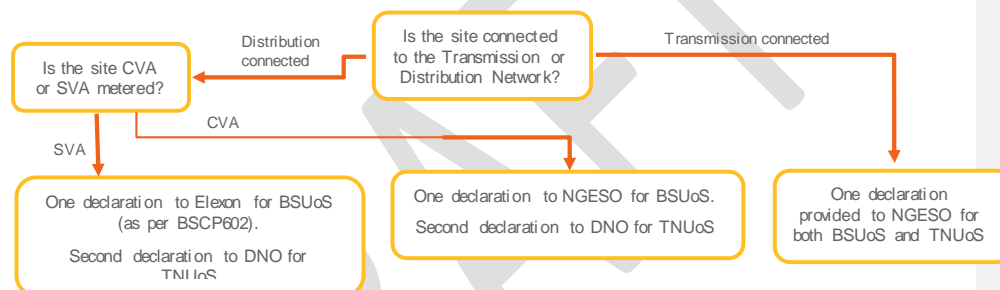 Is the site connected
to the Transmission or
Distribution Network?
Distribution
connected
Transmission connected
Is the site CVA
or SVA metered?
CVA
SVA
One declaration to Elexon for BSUoS
(as per BSCP602).
Second declaration to DNO for
TNUoS
One declaration to NGESO for BSUoS.
Second declaration to DNO for TNUoS
One declaration
provided to NGESO for
both BSUoS and TNUoS